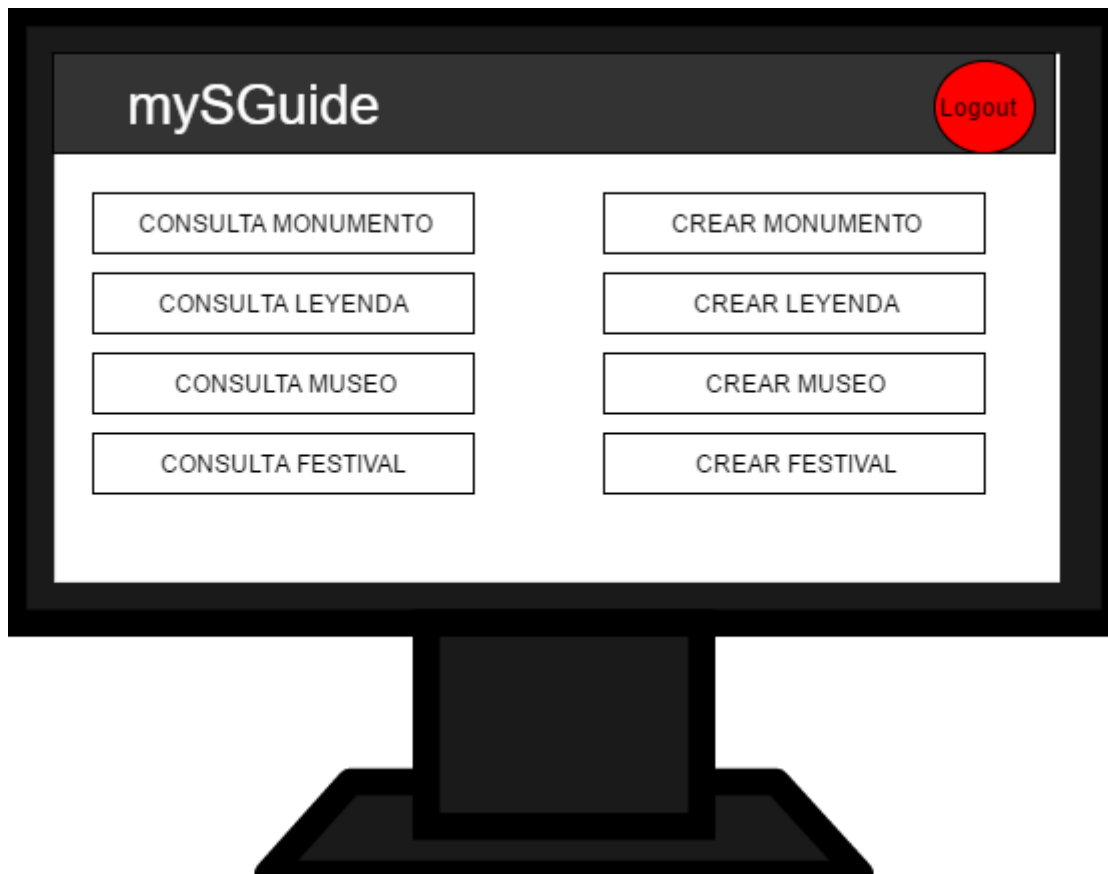 mySGuide
Logout
CONSULTA MONUMENTO
CREAR MONUMENTO
CONSULTA LEYENDA
CREAR LEYENDA
CONSULTA MUSEO
CREAR MUSEO
CONSULTA FESTIVAL
CREAR FESTIVAL